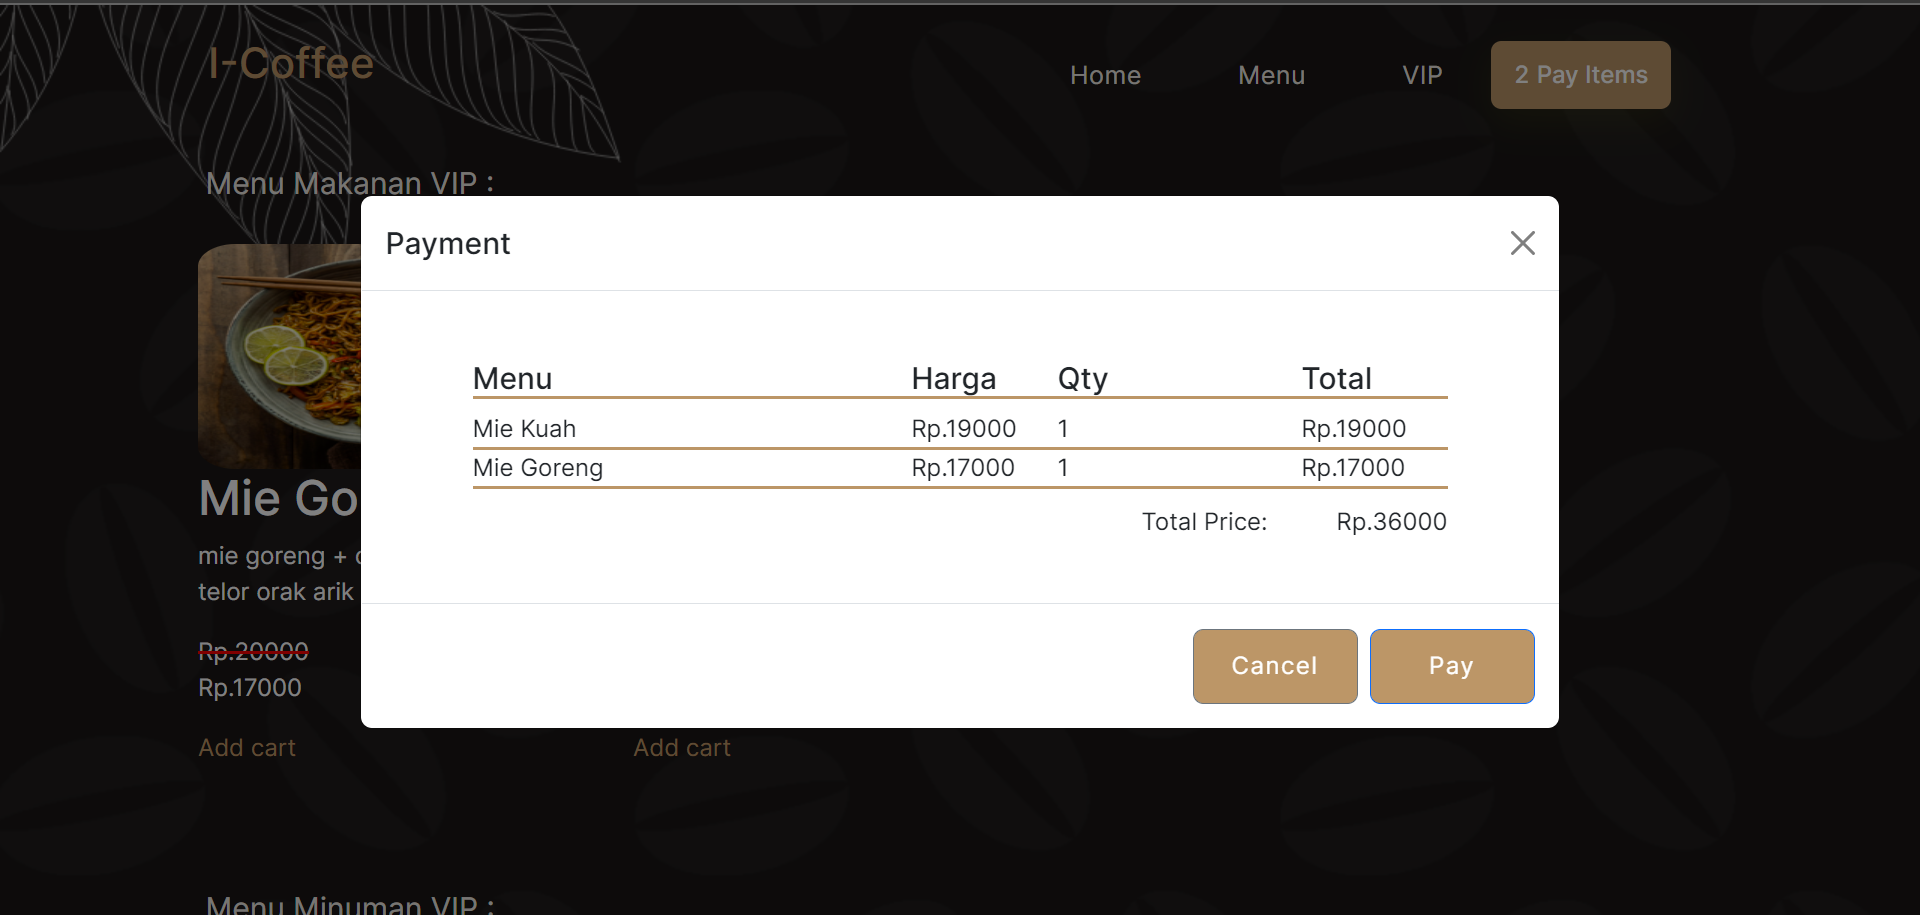 I-Coffee
Home Menu VIP 2 Pay Items
Menu Makanan VIP :
Payment
Menu Harga Qty Total
Mie Kuah Rp.19000 1 Rp.19000
Mie Goreng Rp.17000 1 Rp.17000
Total Price: Rp.36000
Cancel Pay
Mie Go
mie goreng +
telor orak arik
Rp.20000
Rp.17000
Add cart Add cart
Menu Minuman VIP :